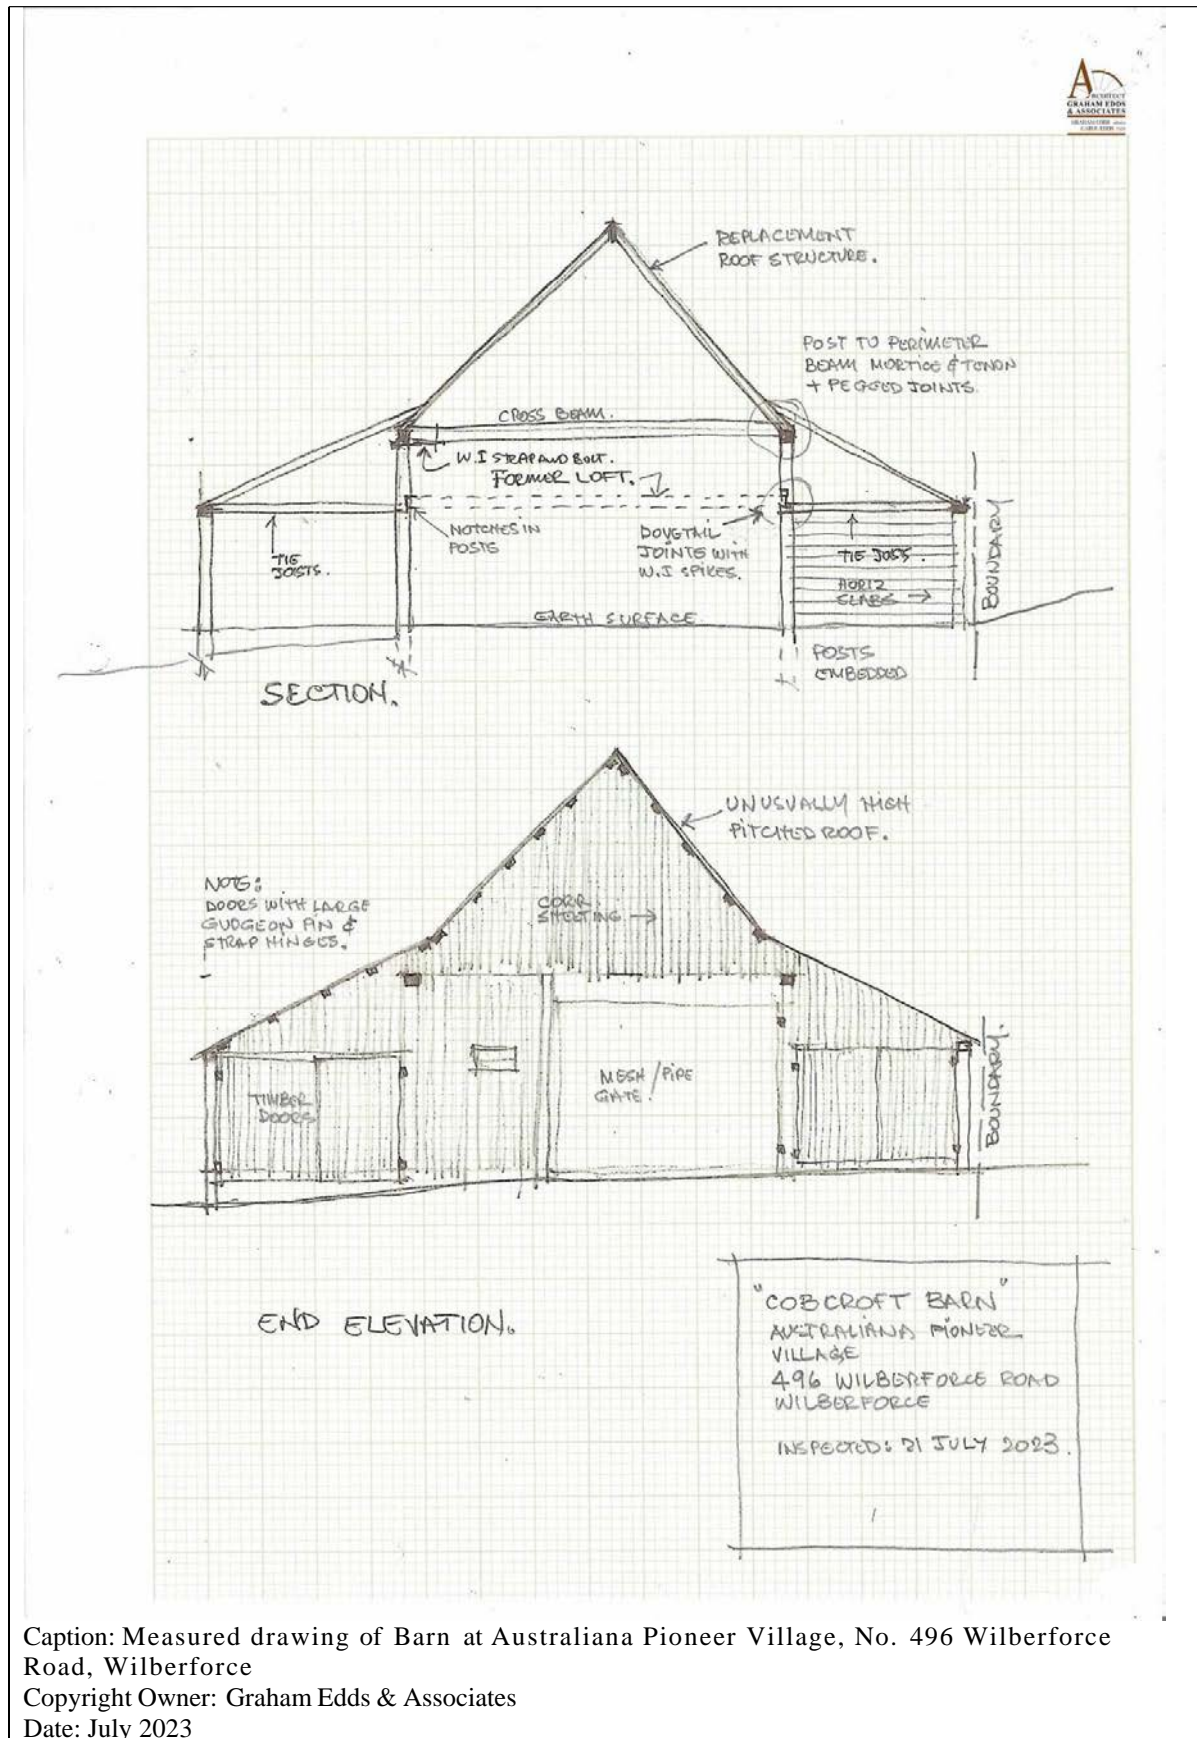 ARCHITECT
GRAHAM EDDS
& ASSOCIATES
REPLACEMENT
ROOF STRUCTURE.
POST TO PERIMETER
BEAM MORTICE & TENON
+ PEGGED JOINTS.
CROSS BEAM.
W.I STRAP AND BOLT.
FORMER LOFT.
NOTCHES IN
POSTS
DOVETAIL
JOINTS WITH
W.I SPIKES.
TIE
JOISTS.
TIE JOISTS.
HORIZ
SLABS
BOUNDARY
EARTH SURFACE
POSTS
EMBEDDED
SECTION.
UNUSUALLY HIGH
PITCHED ROOF.
NOTE:
DOORS WITH LARGE
GUDGEON PIN &
STRAP HINGES.
CORR.
SHEETING
TIMBER
DOORS
MESH/PIPE
GATE.
BOUNDARY.
END ELEVATION.
"COBCROFT BARN"
AUSTRALIANA PIONEER
VILLAGE
496 WILBERFORCE ROAD
WILBERFORCE
INSPECTED: 21 JULY 2023.
Caption: Measured drawing of Barn at Australiana Pioneer Village, No. 496 Wilberforce
Road, Wilberforce
Copyright Owner: Graham Edds & Associates
Date: July 2023